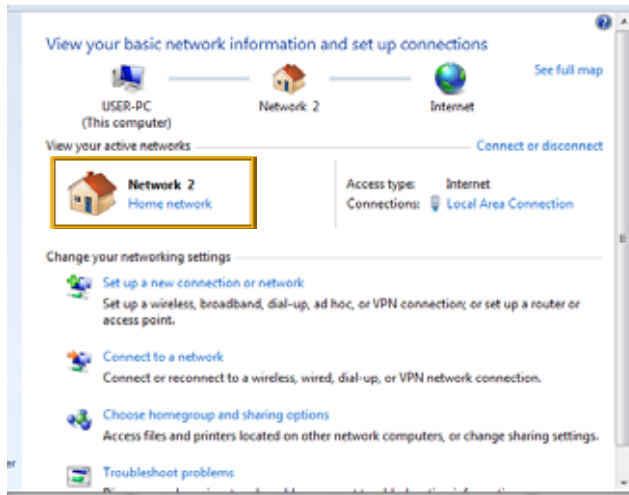 View your basic network information and set up connections
See full map
USER-PC
(This computer)
Network 2
Internet
View your active networks
Connect or disconnect
Network 2
Home network
Access type: Internet
Connections: Local Area Connection
Change your networking settings
Set up a new connection or network
Set up a wireless, broadband, dial-up, ad hoc, or VPN connection; or set up a router or
access point.
Connect to a network
Connect or reconnect to a wireless, wired, dial-up, or VPN network connection.
Choose homegroup and sharing options
Access files and printers located on other network computers, or change sharing settings.
er
Troubleshoot problems